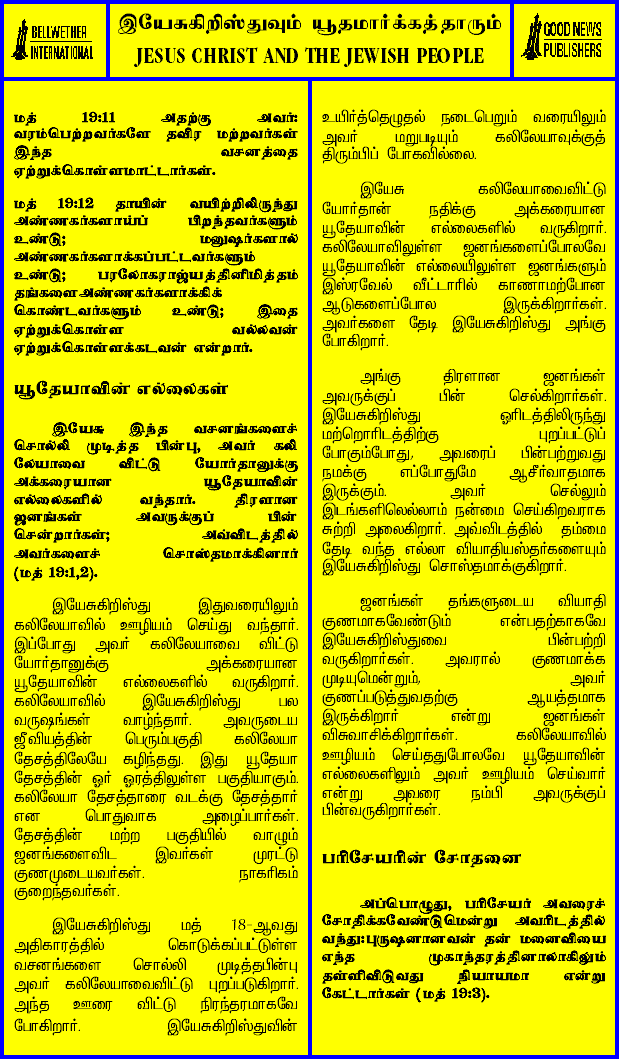 BELLWETHER
INTERNATIONAL
இயேசுகிறிஸ்துவும் யூதமார்க்கத்தாரும்
JESUS CHRIST AND THE JEWISH PEOPLE
GOOD NEWS
PUBLISHERS
மத் 19:11 அதற்கு அவர்:
வரம்பெற்றவர்களே தவிர மற்றவர்கள்
இந்த வசனத்தை
ஏற்றுக்கொள்ளமாட்டார்கள்.
மத் 19:12 தாயின் வயிற்றிலிருந்து
அண்ணகர்களாய்ப் பிறந்தவர்களும்
உண்டு; மனுஷர்களால்
அண்ணகர்களாக்கப்பட்டவர்களும்
உண்டு; பரலோகராஜ்யத்தினிமித்தம்
தங்களைஅண்ணகர்களாக்கிக்
கொண்டவர்களும் உண்டு; இதை
ஏற்றுக்கொள்ள வல்லவன்
ஏற்றுக்கொள்ளக்கடவன் என்றார்.
யூதேயாவின் எல்லைகள்
இயேசு இந்த வசனங்களைச்
சொல்லி முடித்த பின்பு, அவர் கலி
லேயாவை விட்டு யோர்தானுக்கு
அக்கரையான யூதேயாவின்
எல்லைகளில் வந்தார். திரளான
ஜனங்கள் அவருக்குப் பின்
சென்றார்கள்; அவ்விடத்தில்
அவர்களைச் சொஸ்தமாக்கினார்
(மத் 19:1,2).
இயேசுகிறிஸ்து இதுவரையிலும்
கலிலேயாவில் ஊழியம் செய்து வந்தார்.
இப்போது அவர் கலிலேயாவை விட்டு
யோர்தானுக்கு அக்கரையான
யூதேயாவின் எல்லைகளில் வருகிறார்.
கலிலேயாவில் இயேசுகிறிஸ்து பல
வருஷங்கள் வாழ்ந்தார். அவருடைய
ஜீவியத்தின் பெரும்பகுதி கலிலேயா
தேசத்திலேயே கழிந்தது. இது யூதேயா
தேசத்தின் ஓர் ஓரத்திலுள்ள பகுதியாகும்.
கலிலேயா தேசத்தாரை வடக்கு தேசத்தார்
என பொதுவாக அழைப்பார்கள்.
தேசத்தின் மற்ற பகுதியில் வாழும்
ஜனங்களைவிட இவர்கள் முரட்டு
குணமுடையவர்கள். நாகரிகம்
குறைந்தவர்கள்.
இயேசுகிறிஸ்து மத் 18-ஆவது
அதிகாரத்தில் கொடுக்கப்பட்டுள்ள
வசனங்களை சொல்லி முடித்தபின்பு
அவர் கலிலேயாவைவிட்டு புறப்படுகிறார்.
அந்த ஊரை விட்டு நிரந்தரமாகவே
போகிறார். இயேசுகிறிஸ்துவின்
உயிர்த்தெழுதல் நடைபெறும் வரையிலும்
அவர் மறுபடியும் கலிலேயாவுக்குத்
திரும்பிப் போகவில்லை.
இயேசு கலிலேயாவைவிட்டு
யோர்தான் நதிக்கு அக்கரையான
யூதேயாவின் எல்லைகளில் வருகிறார்.
கலிலேயாவிலுள்ள ஜனங்களைப்போலவே
யூதேயாவின் எல்லையிலுள்ள ஜனங்களும்
இஸ்ரவேல் வீட்டாரில் காணாமற்போன
ஆடுகளைப்போல இருக்கிறார்கள்.
அவர்களை தேடி இயேசுகிறிஸ்து அங்கு
போகிறார்.
அங்கு திரளான ஜனங்கள்
அவருக்குப் பின் செல்கிறார்கள்.
இயேசுகிறிஸ்து ஓரிடத்திலிருந்து
மற்றொரிடத்திற்கு புறப்பட்டுப்
போகும்போது, அவரைப் பின்பற்றுவது
நமக்கு எப்போதுமே ஆசீர்வாதமாக
இருக்கும். அவர் செல்லும்
இடங்களிலெல்லாம் நன்மை செய்கிறவராக
சுற்றி அலைகிறார். அவ்விடத்தில் தம்மை
தேடி வந்த எல்லா வியாதியஸ்தர்களையும்
இயேசுகிறிஸ்து சொஸ்தமாக்குகிறார்.
ஜனங்கள் தங்களுடைய வியாதி
குணமாகவேண்டும் என்பதற்காகவே
இயேசுகிறிஸ்துவை பின்பற்றி
வருகிறார்கள். அவரால் குணமாக்க
முடியுமென்றும், அவர்
குணப்படுத்துவதற்கு ஆயத்தமாக
இருக்கிறார் என்று ஜனங்கள்
விசுவாசிக்கிறார்கள். கலிலேயாவில்
ஊழியம் செய்ததுபோலவே யூதேயாவின்
எல்லைகளிலும் அவர் ஊழியம் செய்வார்
என்று அவரை நம்பி அவருக்குப்
பின்வருகிறார்கள்.
பரிசேயரின் சோதனை
அப்பொழுது, பரிசேயர் அவரைச்
சோதிக்கவேண்டுமென்று அவரிடத்தில்
வந்து:புருஷனானவன் தன் மனைவியை
எந்த முகாந்தரத்தினாலாகிலும்
தள்ளிவிடுவது நியாயமா என்று
கேட்டார்கள் (மத் 19:3).